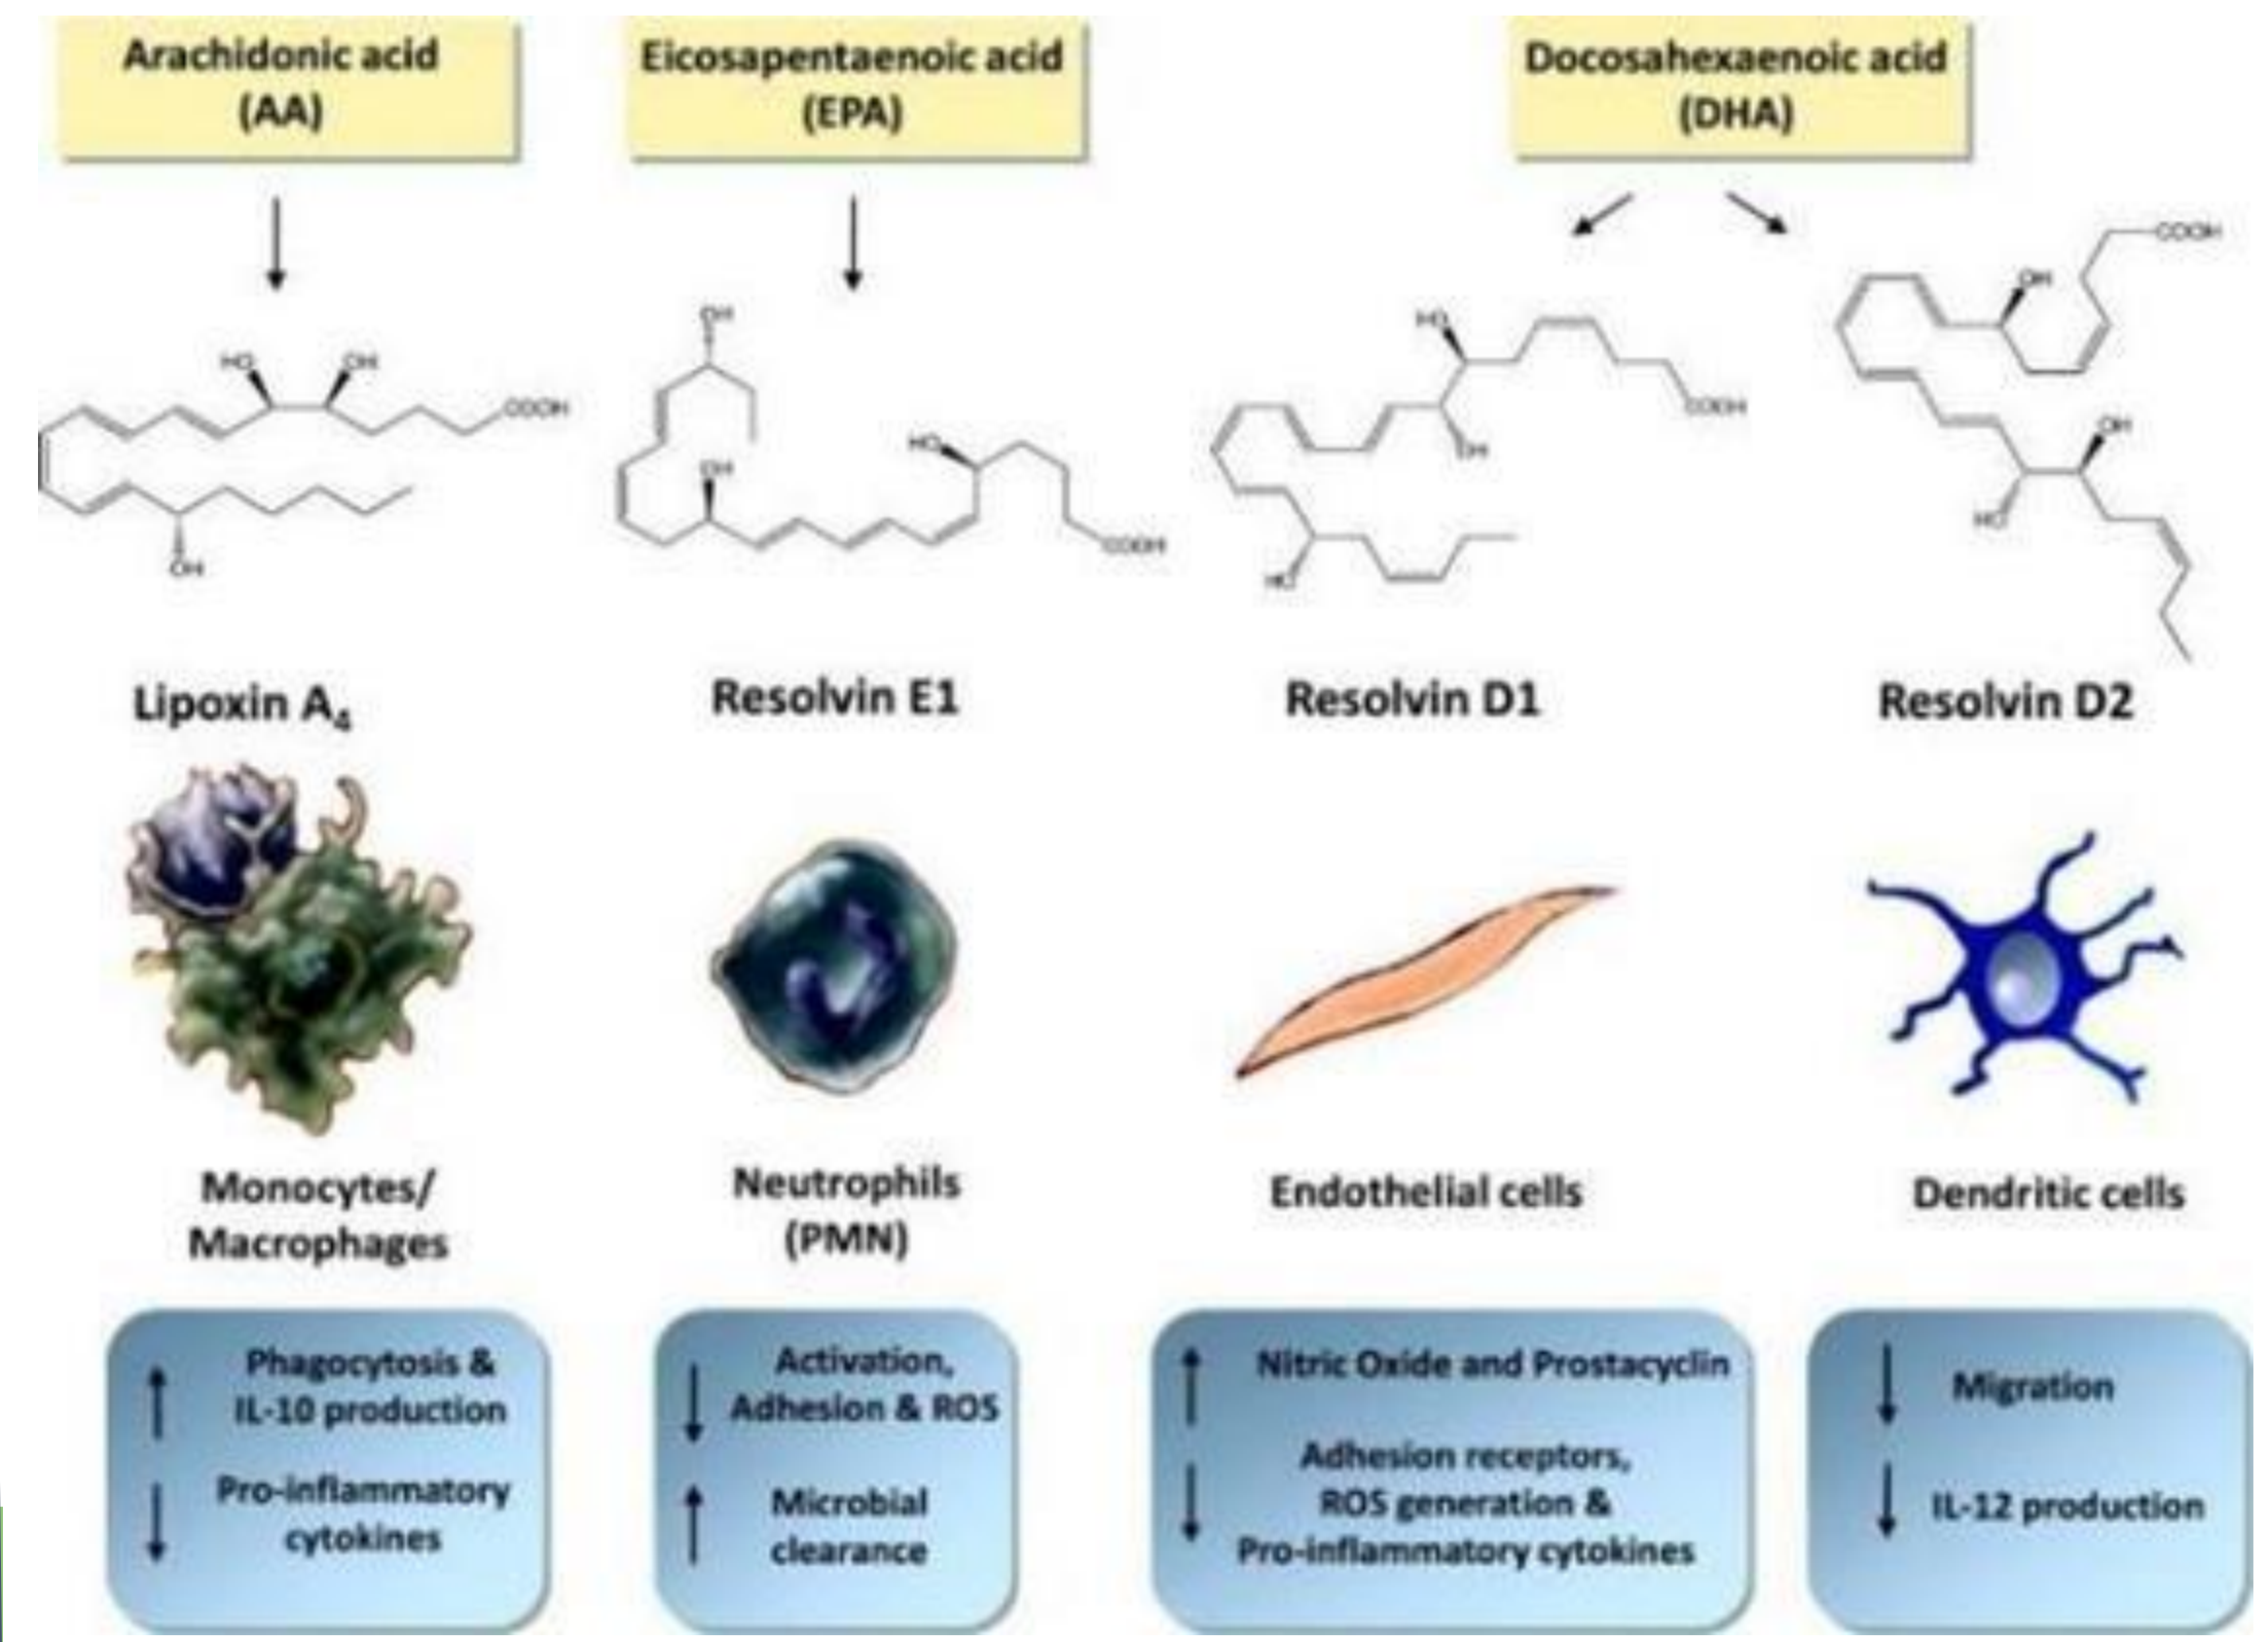 Arachidonic acid
(AA)
Eicosapentaenoic acid
(EPA)
Docosahexaenoic acid
(DHA)
HO
OH
COOH
OH
OH
OH
HO
COOH
HO
OH
COOH
HO
COOH
OH
OH
HO
Lipoxin A₄
Resolvin E1
Resolvin D1
Resolvin D2
Monocytes/
Macrophages
Neutrophils
(PMN)
Endothelial cells
Dendritic cells
Phagocytosis &
IL-10 production
Pro-inflammatory
cytokines
Activation,
Adhesion & ROS
Microbial
clearance
Nitric Oxide and Prostacyclin
Adhesion receptors,
ROS generation &
Pro-inflammatory cytokines
Migration
IL-12 production